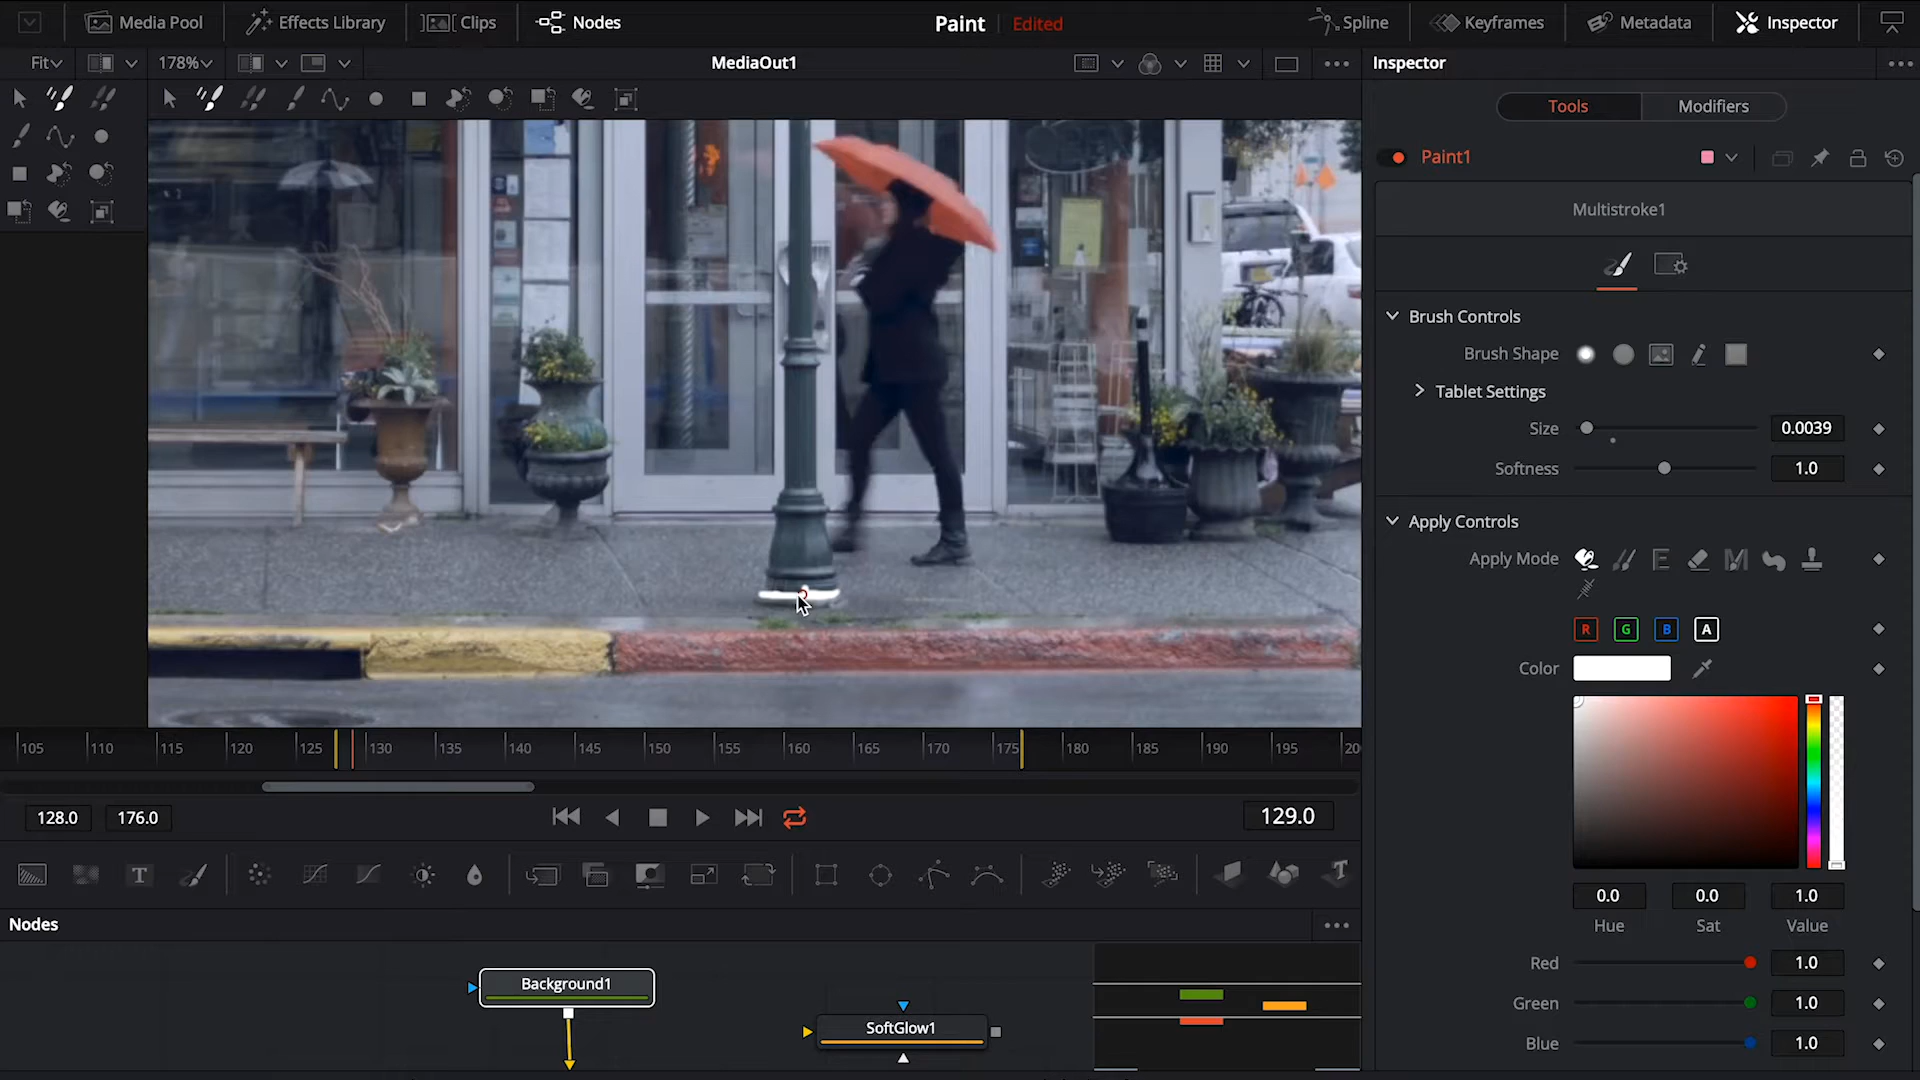 Media Pool
Effects Library
Clips
Nodes
Paint
Edited
Spline
Keyframes
Metadata
Inspector
Fit
178%
MediaOut1
Inspector
Tools
Modifiers
Paint1
Multistroke1
Brush Controls
Brush Shape
Tablet Settings
Size
0.0039
Softness
1.0
Apply Controls
Apply Mode
R G B A
Color
0.0 0.0 1.0
Hue Sat Value
Red 1.0
Green 1.0
Blue 1.0
105 110 115 120 125 130 135 140 145 150 155 160 165 170 175 180 185 190 195 20
128.0
176.0
129.0
Nodes
Background1
SoftGlow1